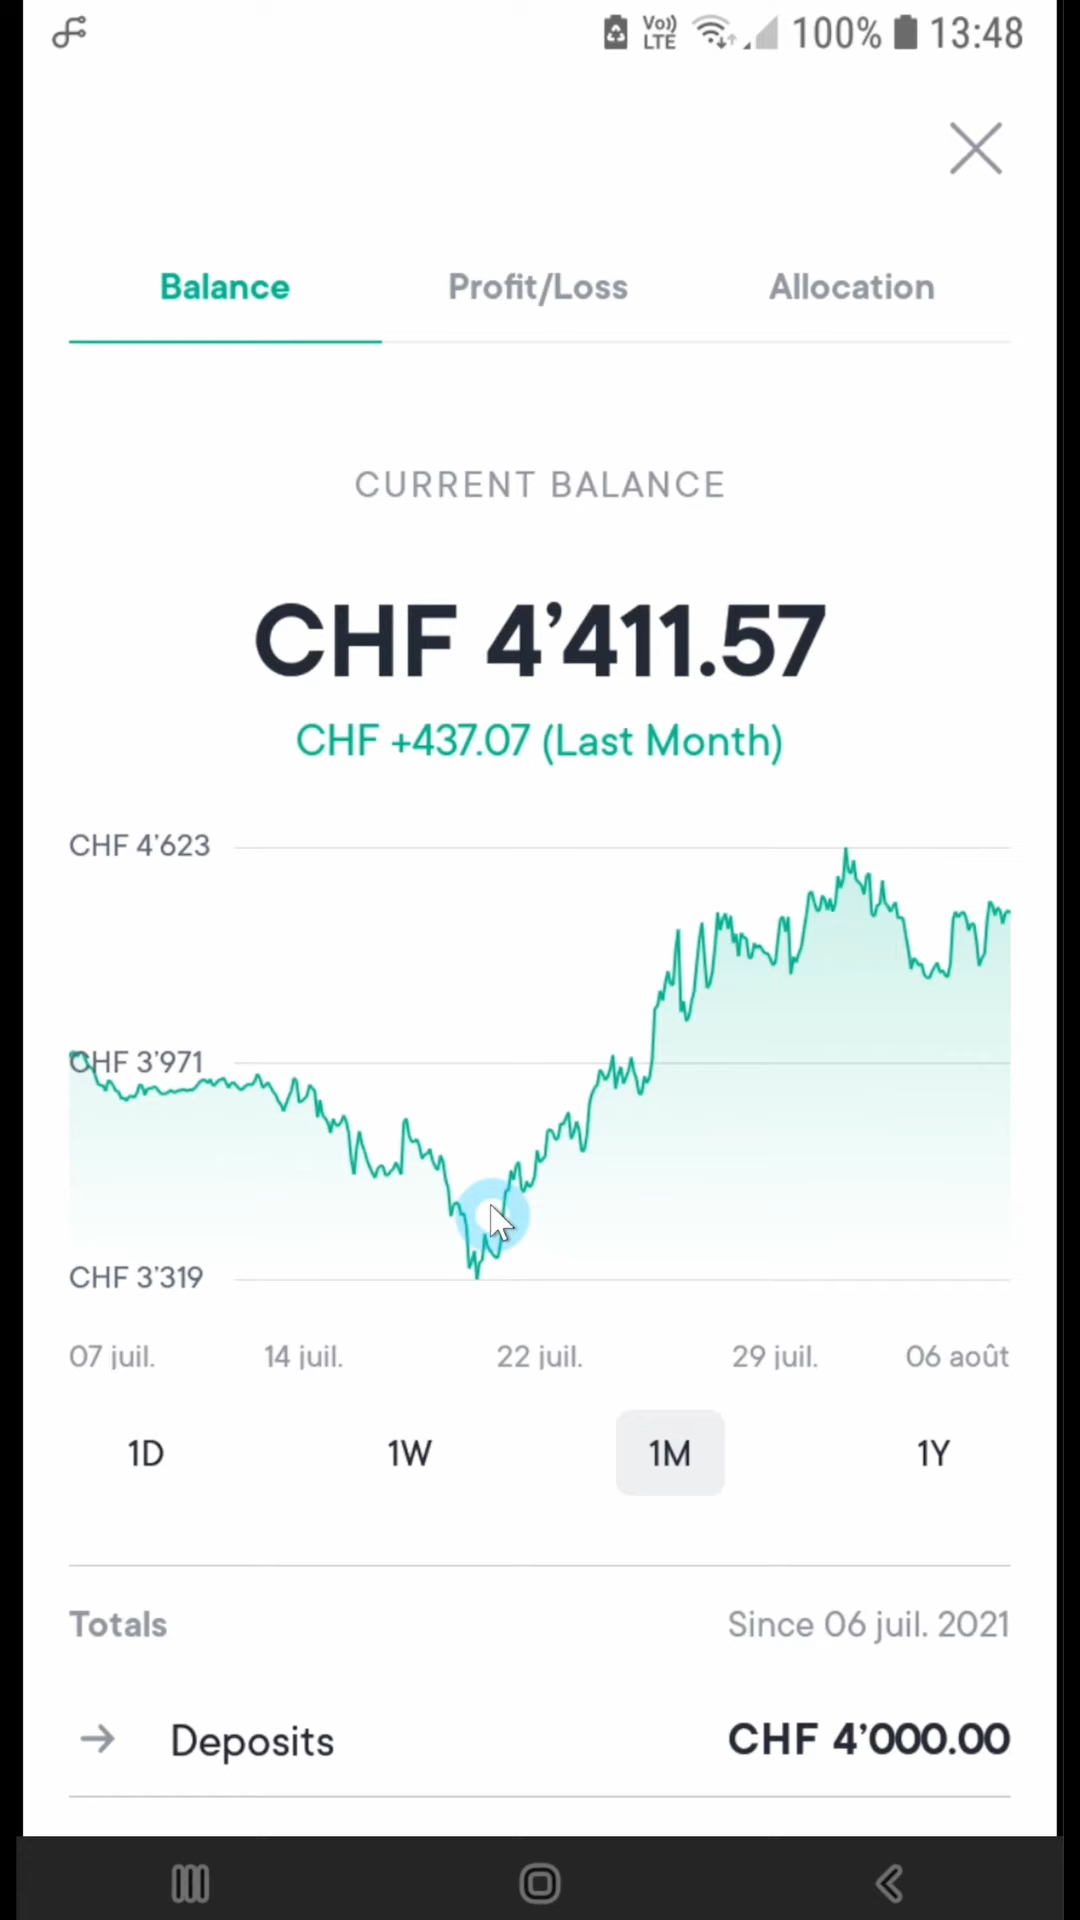 Vo)) LTE 100% 13:48
Balance Profit/Loss Allocation
CURRENT BALANCE
CHF 4’411.57
CHF +437.07 (Last Month)
CHF 4’623
CHF 3’971
CHF 3’319
07 juil. 14 juil. 22 juil. 29 juil. 06 août
1D 1W 1M 1Y
Totals Since 06 juil. 2021
Deposits CHF 4’000.00